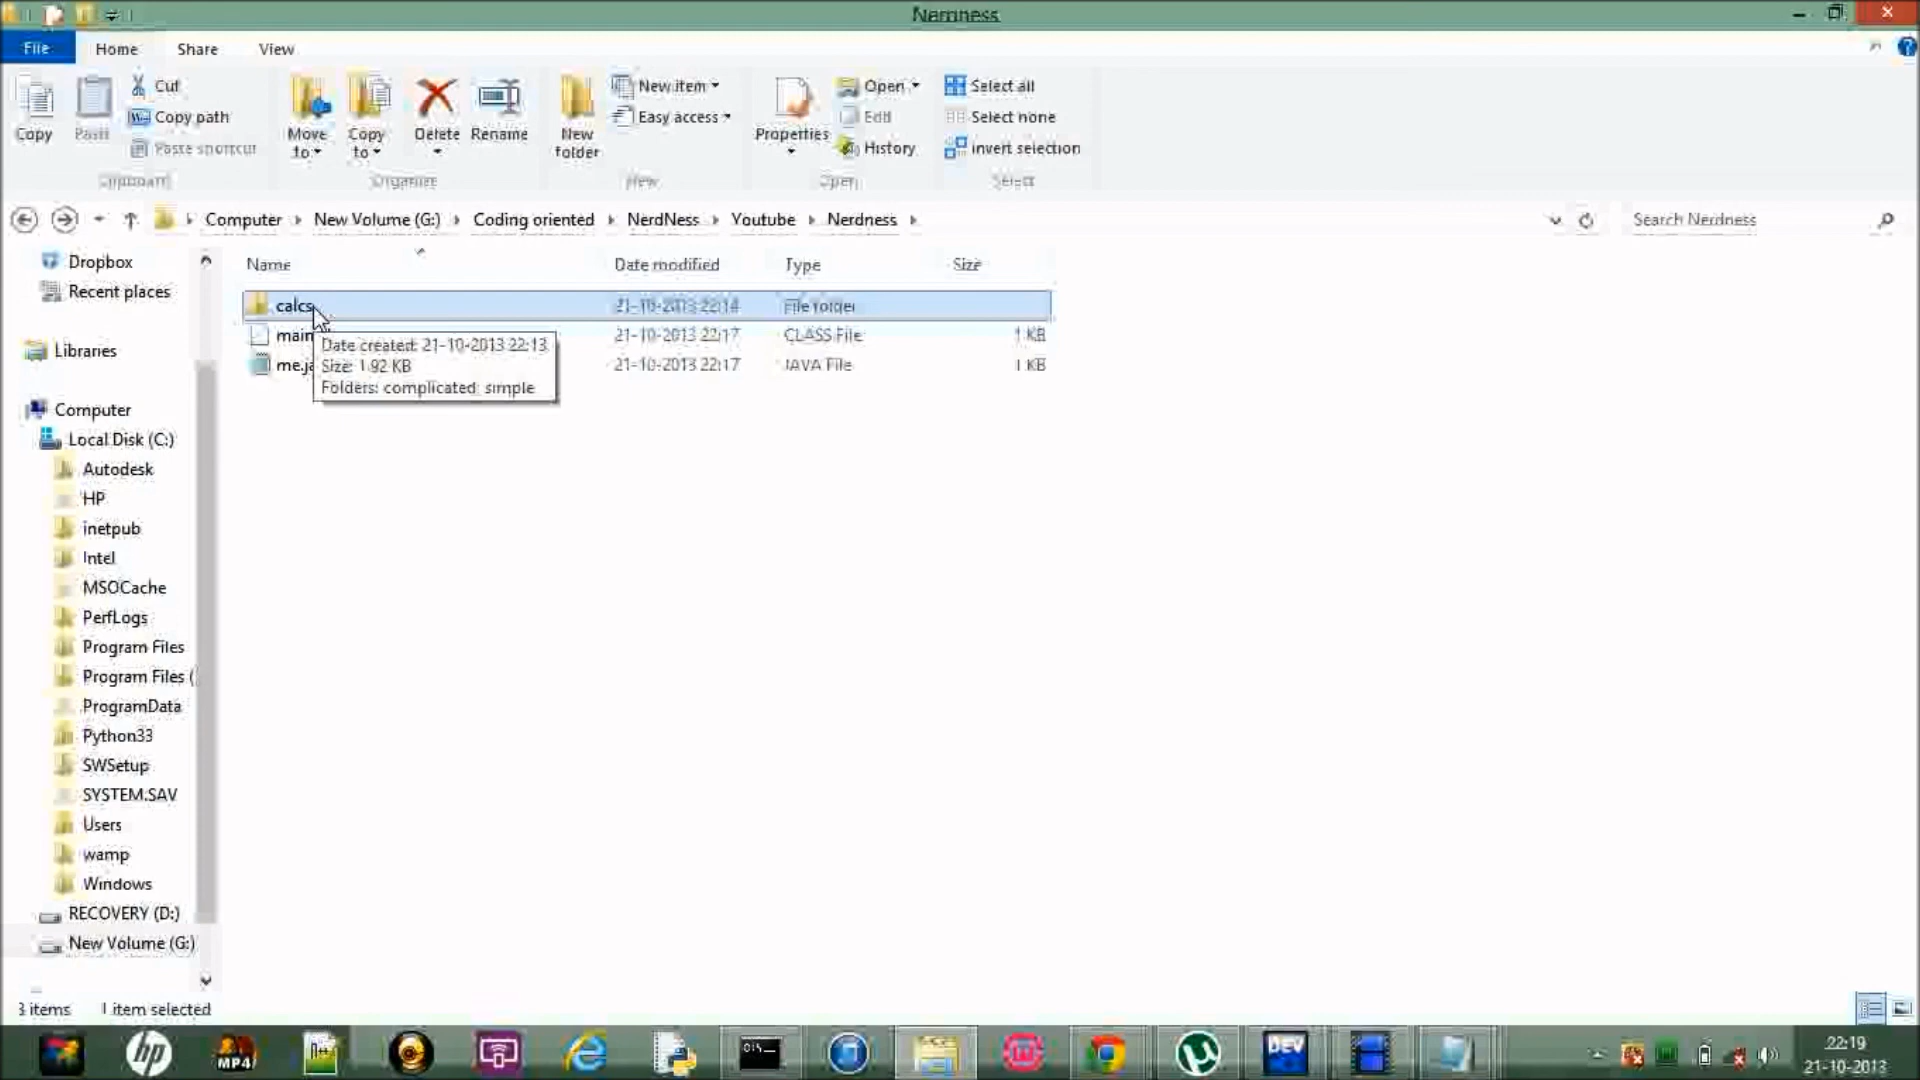 Nerdness
File Home Share View
Copy
Paste
Cut
Copy path
Paste shortcut
Clipboard
Move to
Copy to
Delete
Rename
Organize
New folder
New item
Easy access
New
Properties
Open
Edit
History
Open
Select all
Select none
Invert selection
Select
Computer New Volume (G:) Coding oriented NerdNess Youtube Nerdness
Search Nerdness
Dropbox
Recent places
Libraries
Computer
Local Disk (C:)
Autodesk
HP
inetpub
Intel
MSOCache
PerfLogs
Program Files
Program Files (
ProgramData
Python33
SWSetup
SYSTEM.SAV
Users
wamp
Windows
RECOVERY (D:)
New Volume (G:)
Name Date modified Type Size
calcs 21-10-2013 22:14 File folder
main 21-10-2013 22:17 CLASS File 1 KB
me.ja 21-10-2013 22:17 JAVA File 1 KB
Date created: 21-10-2013 22:13
Size: 1.92 KB
Folders: complicated, simple
3 items 1 item selected
hp
MP4
DEV
22:19
21-10-2013